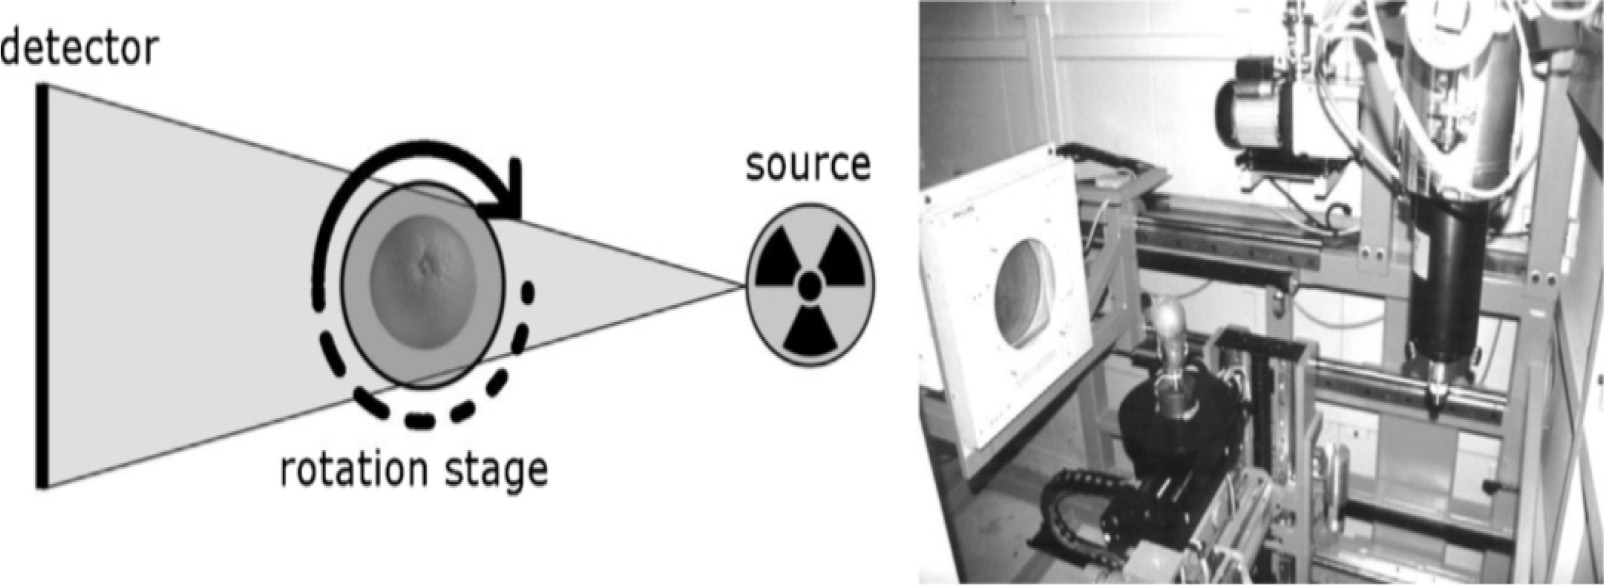 detector
source
rotation stage